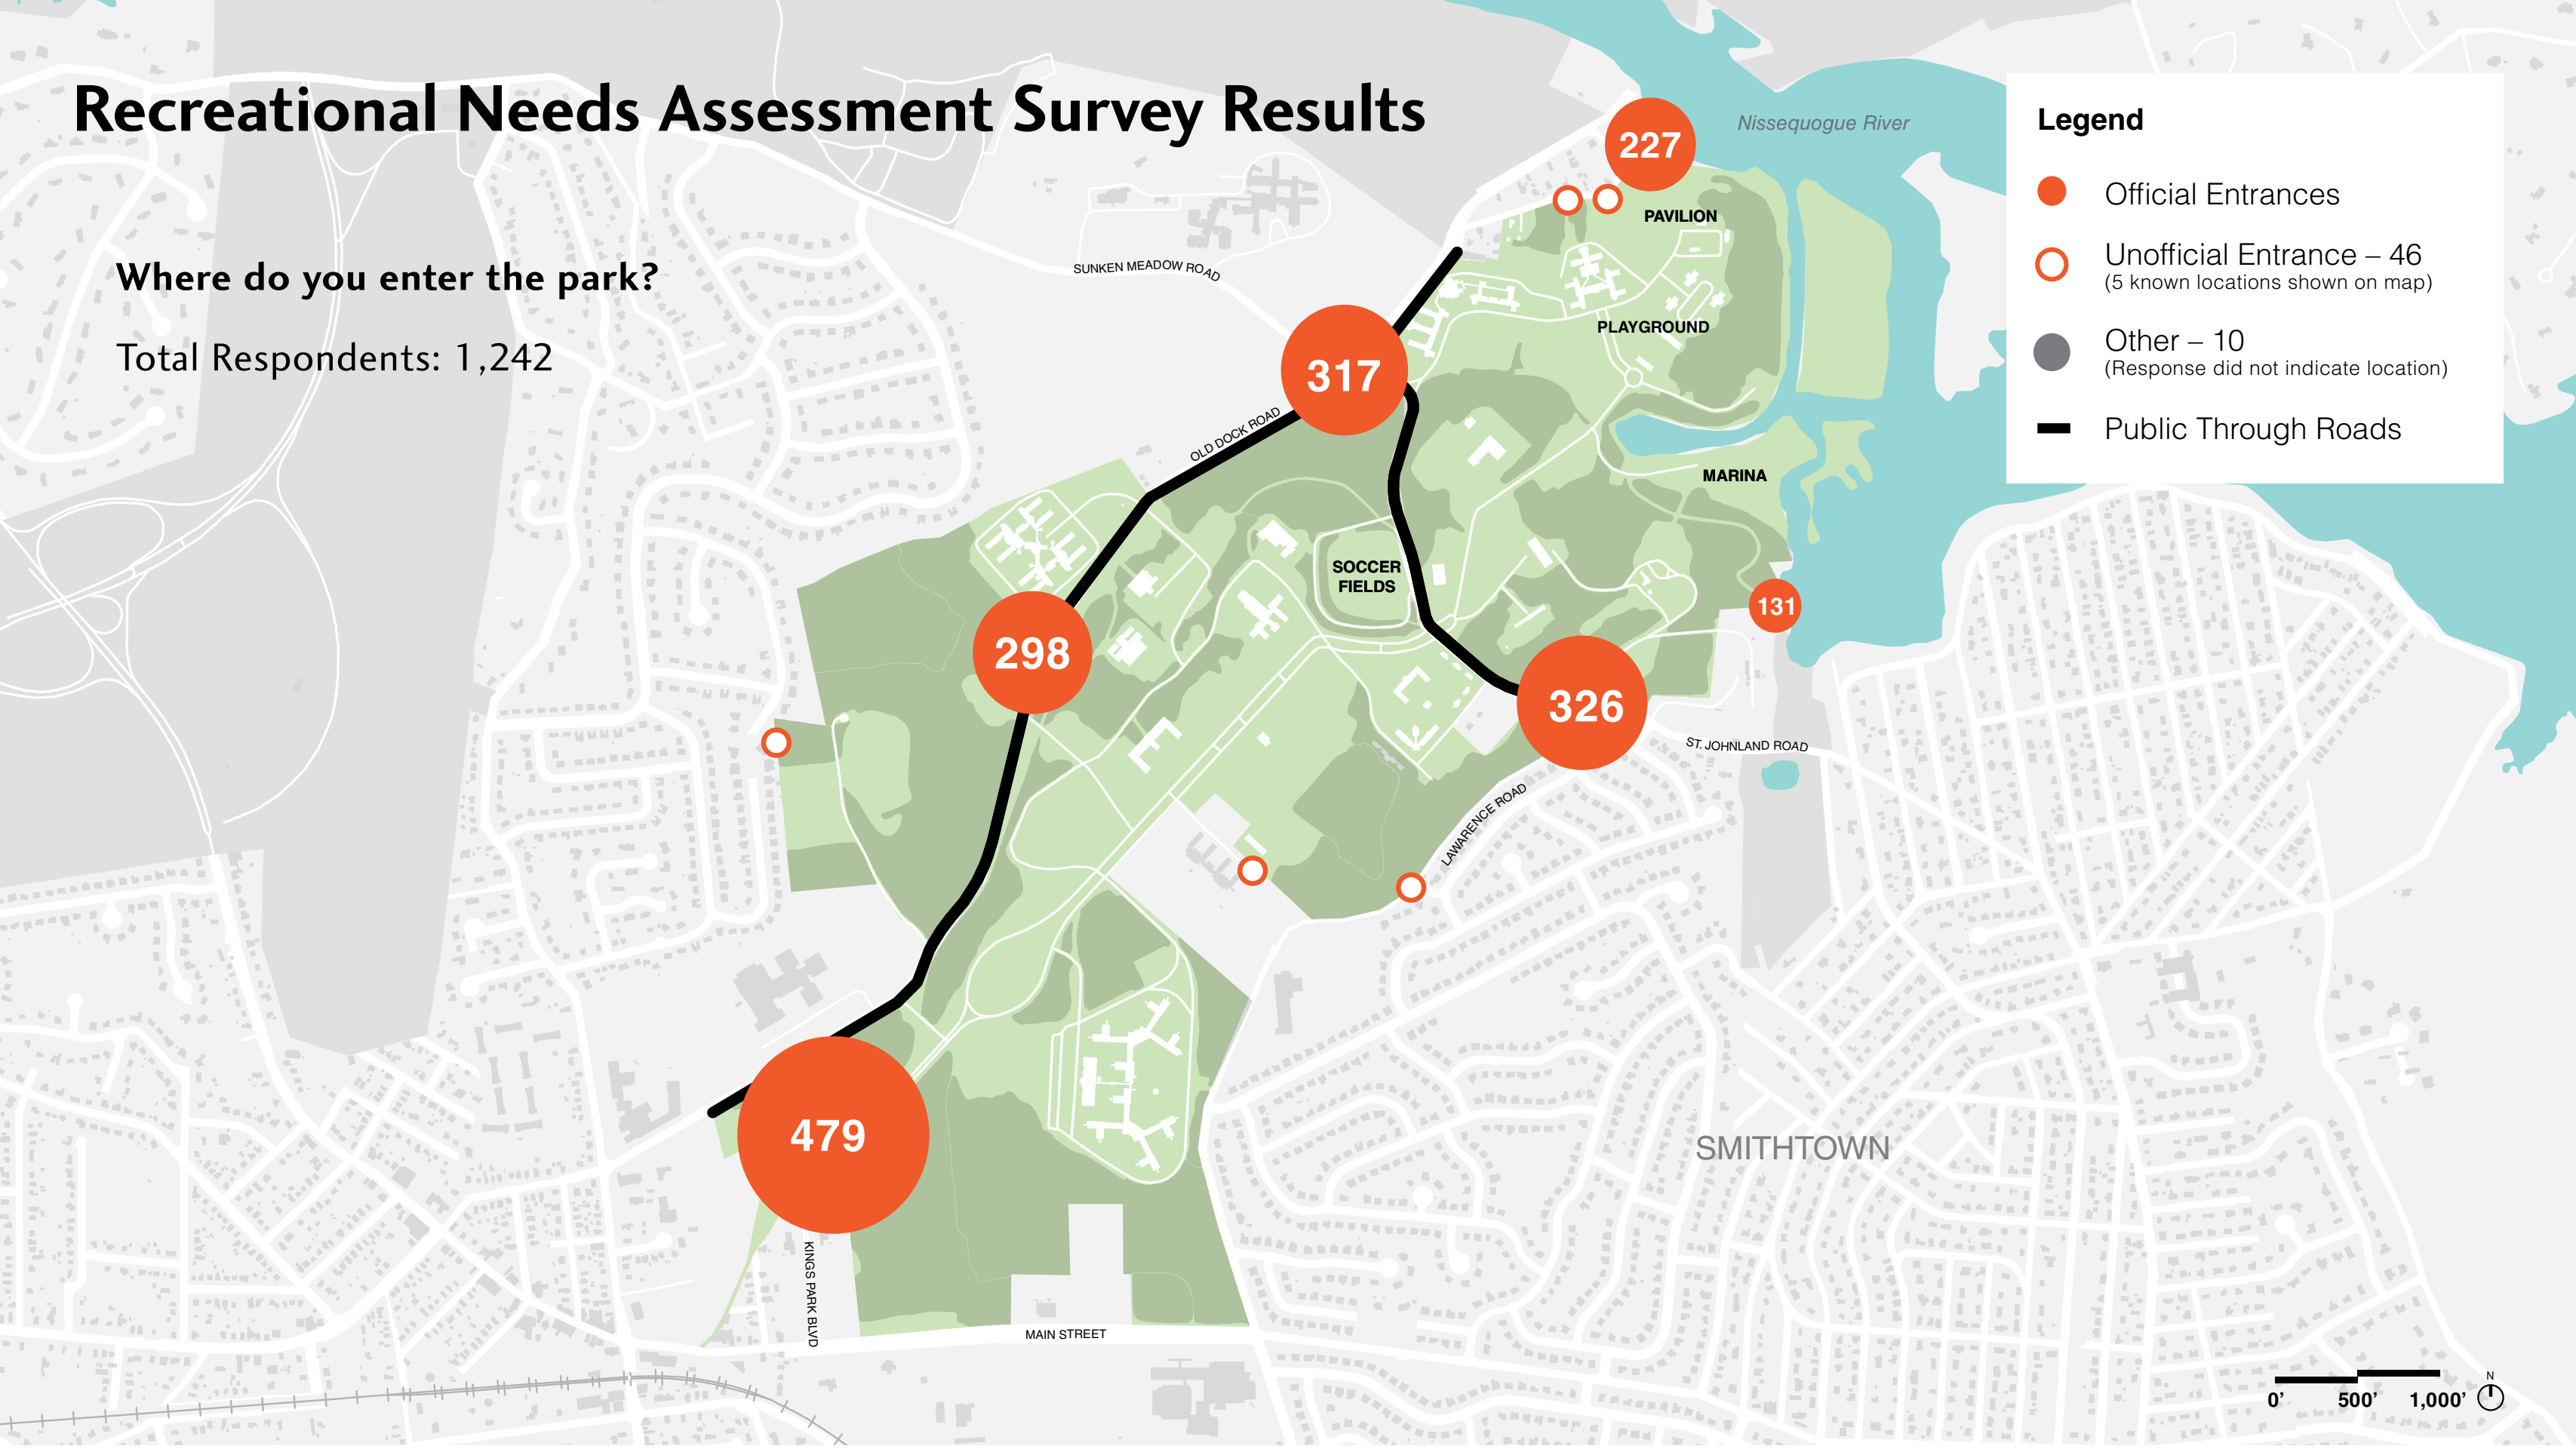 Recreational Needs Assessment Survey Results
Where do you enter the park?
Total Respondents: 1,242
Legend
Official Entrances
Unofficial Entrance – 46
(5 known locations shown on map)
Other – 10
(Response did not indicate location)
Public Through Roads
Nissequogue River
227
PAVILION
SUNKEN MEADOW ROAD
PLAYGROUND
317
OLD DOCK ROAD
MARINA
SOCCER
FIELDS
131
298
326
ST. JOHNLAND ROAD
LAWARENCE ROAD
479
SMITHTOWN
KINGS PARK BLVD
MAIN STREET
N
0' 500' 1,000'